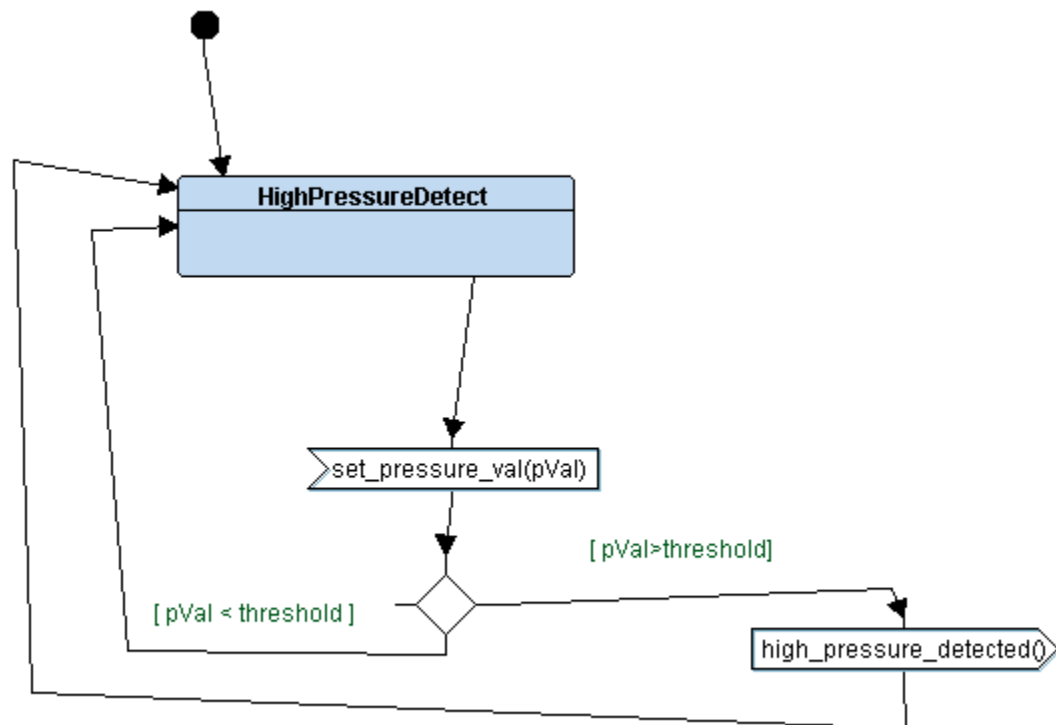 HighPressureDetect
set_pressure_val(pVal)
[ pVal>threshold]
[ pVal < threshold ]
high_pressure_detected()